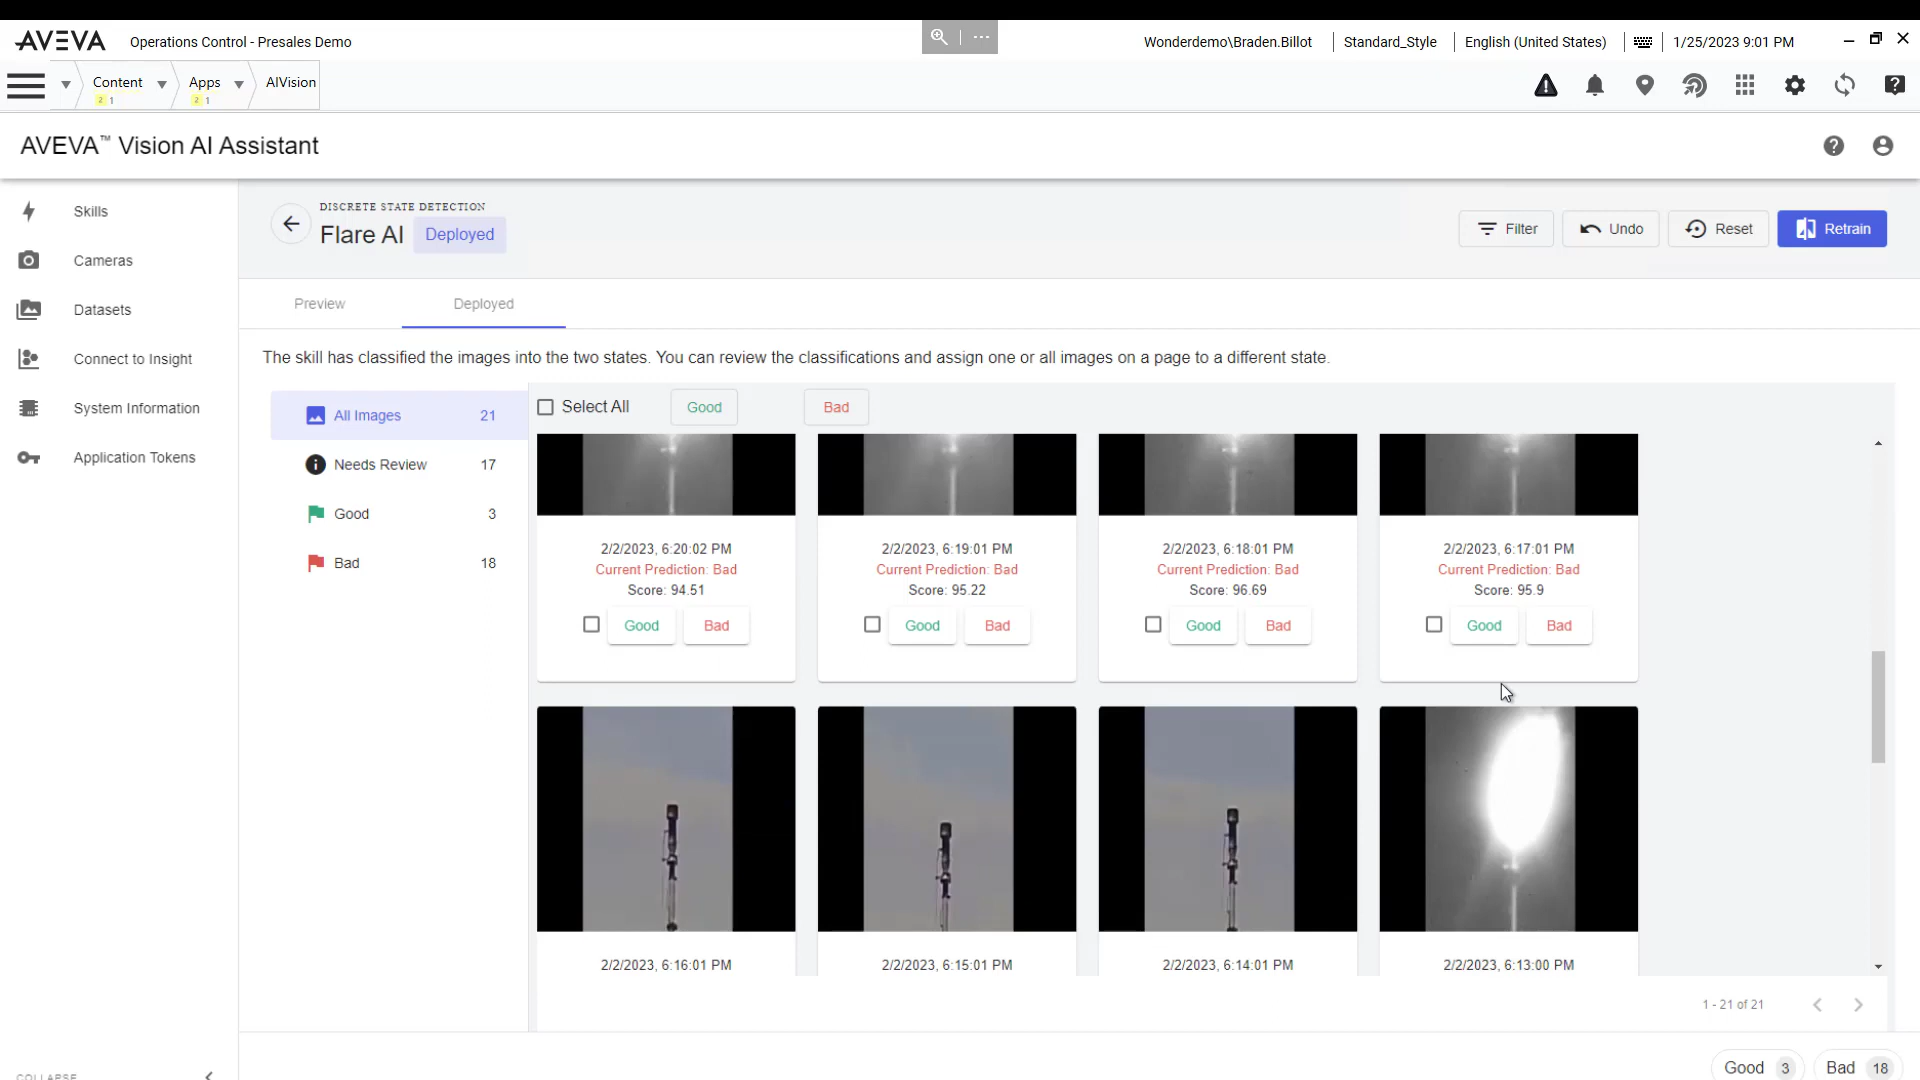 AVEVA Operations Control - Presales Demo
Wonderdemo\Braden.Billot Standard_Style English (United States) 1/25/2023 9:01 PM
Content Apps AIVision
2 1 2 1
AVEVA™ Vision AI Assistant
Skills
Cameras
Datasets
Connect to Insight
System Information
Application Tokens
COLLAPSE
DISCRETE STATE DETECTION
Flare AI Deployed
Filter Undo Reset Retrain
Preview Deployed
The skill has classified the images into the two states. You can review the classifications and assign one or all images on a page to a different state.
All Images 21
Needs Review 17
Good 3
Bad 18
Select All Good Bad
2/2/2023, 6:20:02 PM 2/2/2023, 6:19:01 PM 2/2/2023, 6:18:01 PM 2/2/2023, 6:17:01 PM
Current Prediction: Bad Current Prediction: Bad Current Prediction: Bad Current Prediction: Bad
Score: 94.51 Score: 95.22 Score: 96.69 Score: 95.9
Good Bad Good Bad Good Bad Good Bad
2/2/2023, 6:16:01 PM 2/2/2023, 6:15:01 PM 2/2/2023, 6:14:01 PM 2/2/2023, 6:13:00 PM
1 - 21 of 21
Good 3 Bad 18